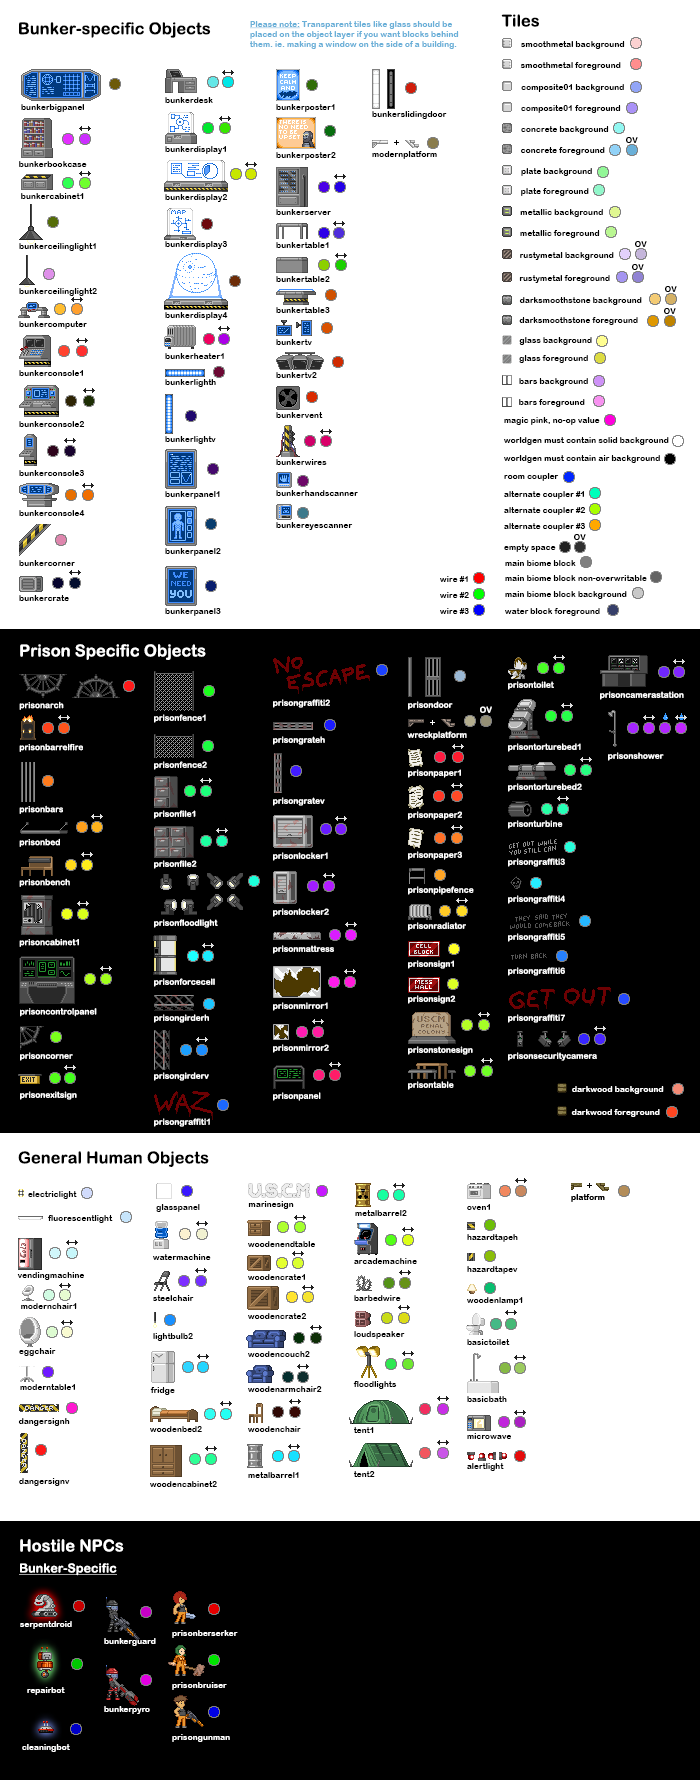 Bunker-specific Objects
Please note: Transparent tiles like glass should be
placed on the object layer if you want blocks behind
them. ie. making a window on the side of a building.
bunkerbigpanel
bunkerbookcase
bunkercabinet1
bunkerceilinglight1
bunkerceilinglight2
bunkercomputer
bunkerconsole1
bunkerconsole2
bunkerconsole3
bunkerconsole4
bunkercorner
bunkercrate
bunkerdesk
bunkerdisplay1
bunkerdisplay2
MAP
bunkerdisplay3
bunkerdisplay4
bunkerheater1
bunkerlighth
bunkerlightv
bunkerpanel1
bunkerpanel2
WE
NEED
YOU
bunkerpanel3
KEEP
CALM
AND
bunkerposter1
THERE IS
NO NEED
TO BE
UPSET
bunkerposter2
bunkerserver
bunkertable1
bunkertable2
bunkertable3
bunkertv
bunkertv2
bunkervent
bunkerwires
bunkerhandscanner
bunkereyescanner
bunkerslidingdoor
+
modernplatform
Tiles
smoothmetal background
smoothmetal foreground
composite01 background
composite01 foreground
concrete background
OV
concrete foreground
plate background
plate foreground
metallic background
metallic foreground
OV
rustymetal background
OV
rustymetal foreground
OV
darksmoothstone background
OV
darksmoothstone foreground
glass background
glass foreground
bars background
bars foreground
magic pink, no-op value
worldgen must contain solid background
worldgen must contain air background
room coupler
alternate coupler #1
alternate coupler #2
alternate coupler #3
OV
empty space
main biome block
main biome block non-overwritable
main biome block background
water block foreground
wire #1
wire #2
wire #3
Prison Specific Objects
prisonarch
prisonbarrelfire
prisonbars
prisonbed
prisonbench
prisoncabinet1
prisoncontrolpanel
prisoncorner
EXIT
prisonexitsign
prisonfence1
prisonfence2
prisonfile1
prisonfile2
prisonfloodlight
prisonforcecell
prisongirderh
prisongirderv
WAZ
prisongraffiti1
NO
ESCAPE
prisongraffiti2
prisongrateh
prisongratev
prisonlocker1
prisonlocker2
prisonmattress
prisonmirror1
prisonmirror2
prisonpanel
prisondoor
OV
+
wreckplatform
prisonpaper1
prisonpaper2
prisonpaper3
prisonpipefence
prisonradiator
CELL
BLOCK
prisonsign1
MESS
HALL
prisonsign2
USCM
PENAL
COLONY
prisonstonesign
prisontable
prisontoilet
prisontorturebed1
prisontorturebed2
prisonturbine
GET OUT WHILE
YOU STILL CAN
prisongraffiti3
prisongraffiti4
THEY SAID THEY
WOULD COME BACK
prisongraffiti5
TURN BACK
prisongraffiti6
GET OUT
prisongraffiti7
prisonsecuritycamera
prisoncamerastation
prisonshower
darkwood background
darkwood foreground
General Human Objects
electriclight
fluorescentlight
vendingmachine
modernchair1
eggchair
moderntable1
dangersignh
dangersignv
glasspanel
watermachine
steelchair
lightbulb2
fridge
woodenbed2
woodencabinet2
U.S.C.M
marinesign
woodenendtable
woodencrate1
woodencrate2
woodencouch2
woodenarmchair2
woodenchair
metalbarrel1
metalbarrel2
arcademachine
barbedwire
loudspeaker
floodlights
tent1
tent2
oven1
hazardtapeh
hazardtapev
woodenlamp1
basictoilet
basicbath
microwave
alertlight
+
platform
Hostile NPCs
Bunker-Specific
serpentdroid
repairbot
cleaningbot
bunkerguard
bunkerpyro
prisonberserker
prisonbruiser
prisongunman